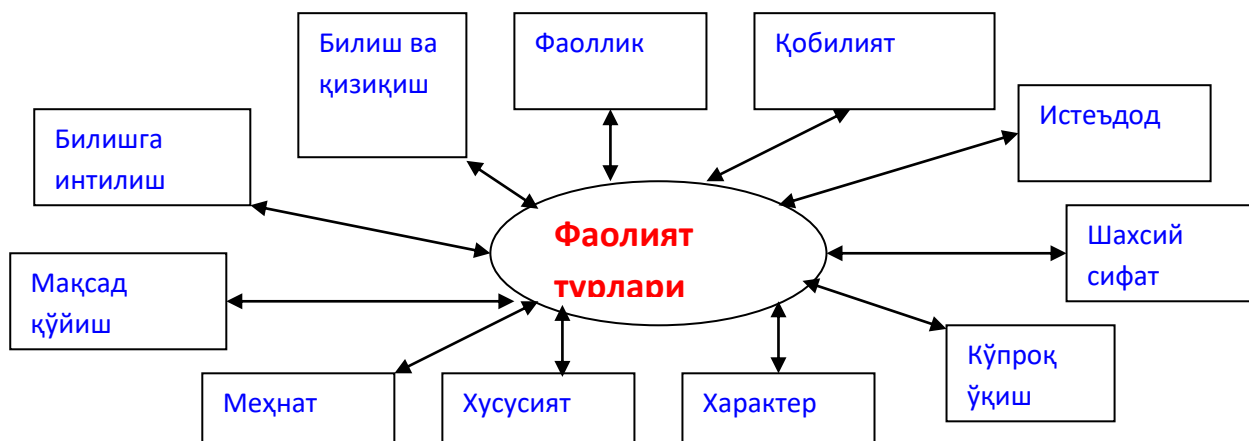 Билиш ва
қизиқиш
Фаоллик
Қобилият
Истеъдод
Билишга
интилиш
Фаолият
турлари
Шахсий
сифат
Мақсад
қўйиш
Кўпроқ
ўқиш
Меҳнат
Хусусият
Характер